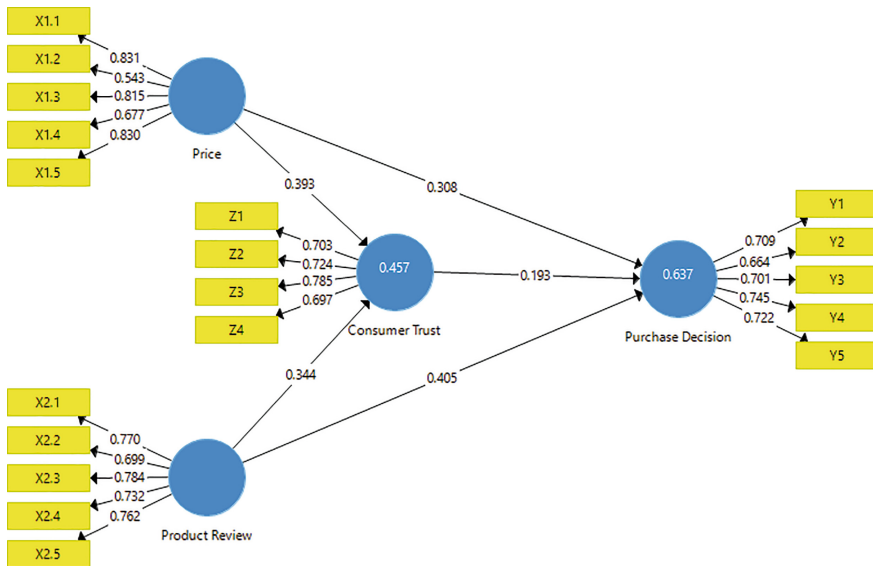 X1.1
X1.2
X1.3
X1.4
X1.5
0.831
0.543
0.815
0.677
0.830
Price
0.393
0.308
Z1
Z2
Z3
Z4
0.703
0.724
0.785
0.697
0.457
Consumer Trust
0.193
0.637
Purchase Decision
0.709
0.664
0.701
0.745
0.722
Y1
Y2
Y3
Y4
Y5
0.344
0.405
X2.1
X2.2
X2.3
X2.4
X2.5
0.770
0.699
0.784
0.732
0.762
Product Review